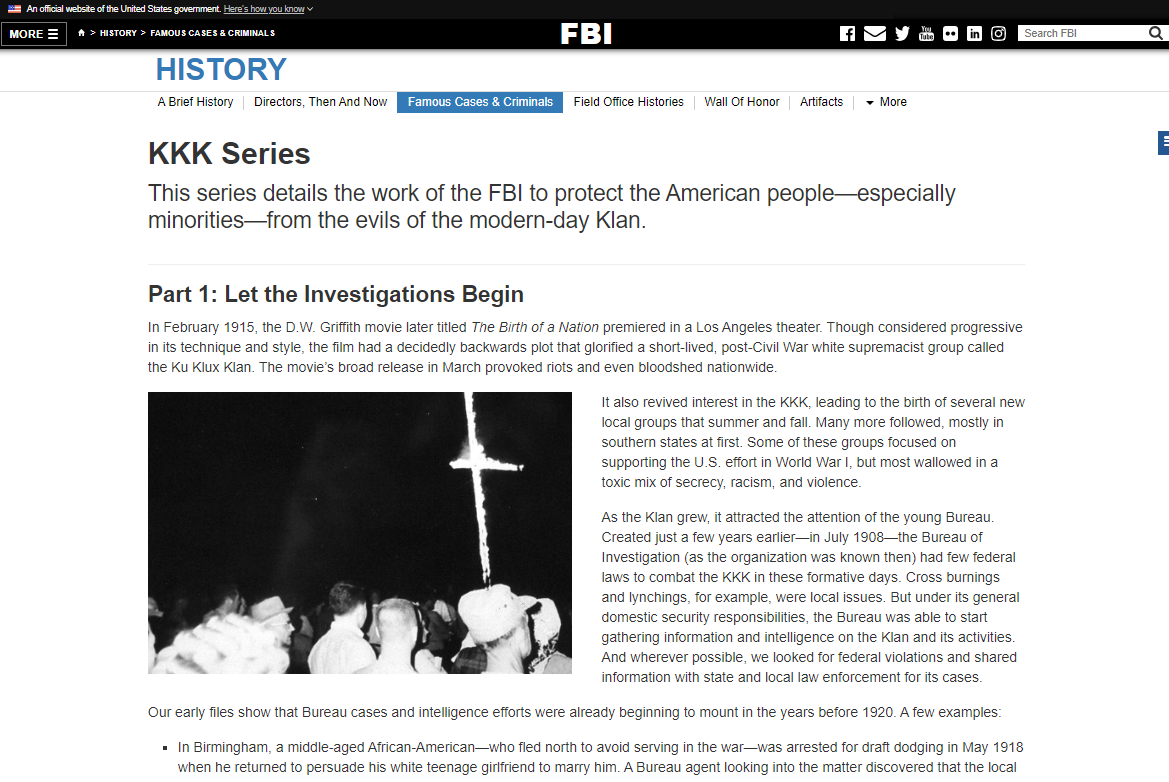 An official website of the United States government. Here's how you know
MORE
> HISTORY > FAMOUS CASES & CRIMINALS
FBI
You
Tube
in
Search FBI
HISTORY
A Brief History
Directors, Then And Now
Famous Cases & Criminals
Field Office Histories
Wall Of Honor
Artifacts
More
KKK Series
This series details the work of the FBI to protect the American people—especially
minorities—from the evils of the modern-day Klan.
Part 1: Let the Investigations Begin
In February 1915, the D.W. Griffith movie later titled The Birth of a Nation premiered in a Los Angeles theater. Though considered progressive
in its technique and style, the film had a decidedly backwards plot that glorified a short-lived, post-Civil War white supremacist group called
the Ku Klux Klan. The movie's broad release in March provoked riots and even bloodshed nationwide.
It also revived interest in the KKK, leading to the birth of several new
local groups that summer and fall. Many more followed, mostly in
southern states at first. Some of these groups focused on
supporting the U.S. effort in World War I, but most wallowed in a
toxic mix of secrecy, racism, and violence.
As the Klan grew, it attracted the attention of the young Bureau.
Created just a few years earlier—in July 1908—the Bureau of
Investigation (as the organization was known then) had few federal
laws to combat the KKK in these formative days. Cross burnings
and lynchings, for example, were local issues. But under its general
domestic security responsibilities, the Bureau was able to start
gathering information and intelligence on the Klan and its activities.
And wherever possible, we looked for federal violations and shared
information with state and local law enforcement for its cases.
Our early files show that Bureau cases and intelligence efforts were already beginning to mount in the years before 1920. A few examples:
In Birmingham, a middle-aged African-American—who fled north to avoid serving in the war—was arrested for draft dodging in May 1918
when he returned to persuade his white teenage girlfriend to marry him. A Bureau agent looking into the matter discovered that the local